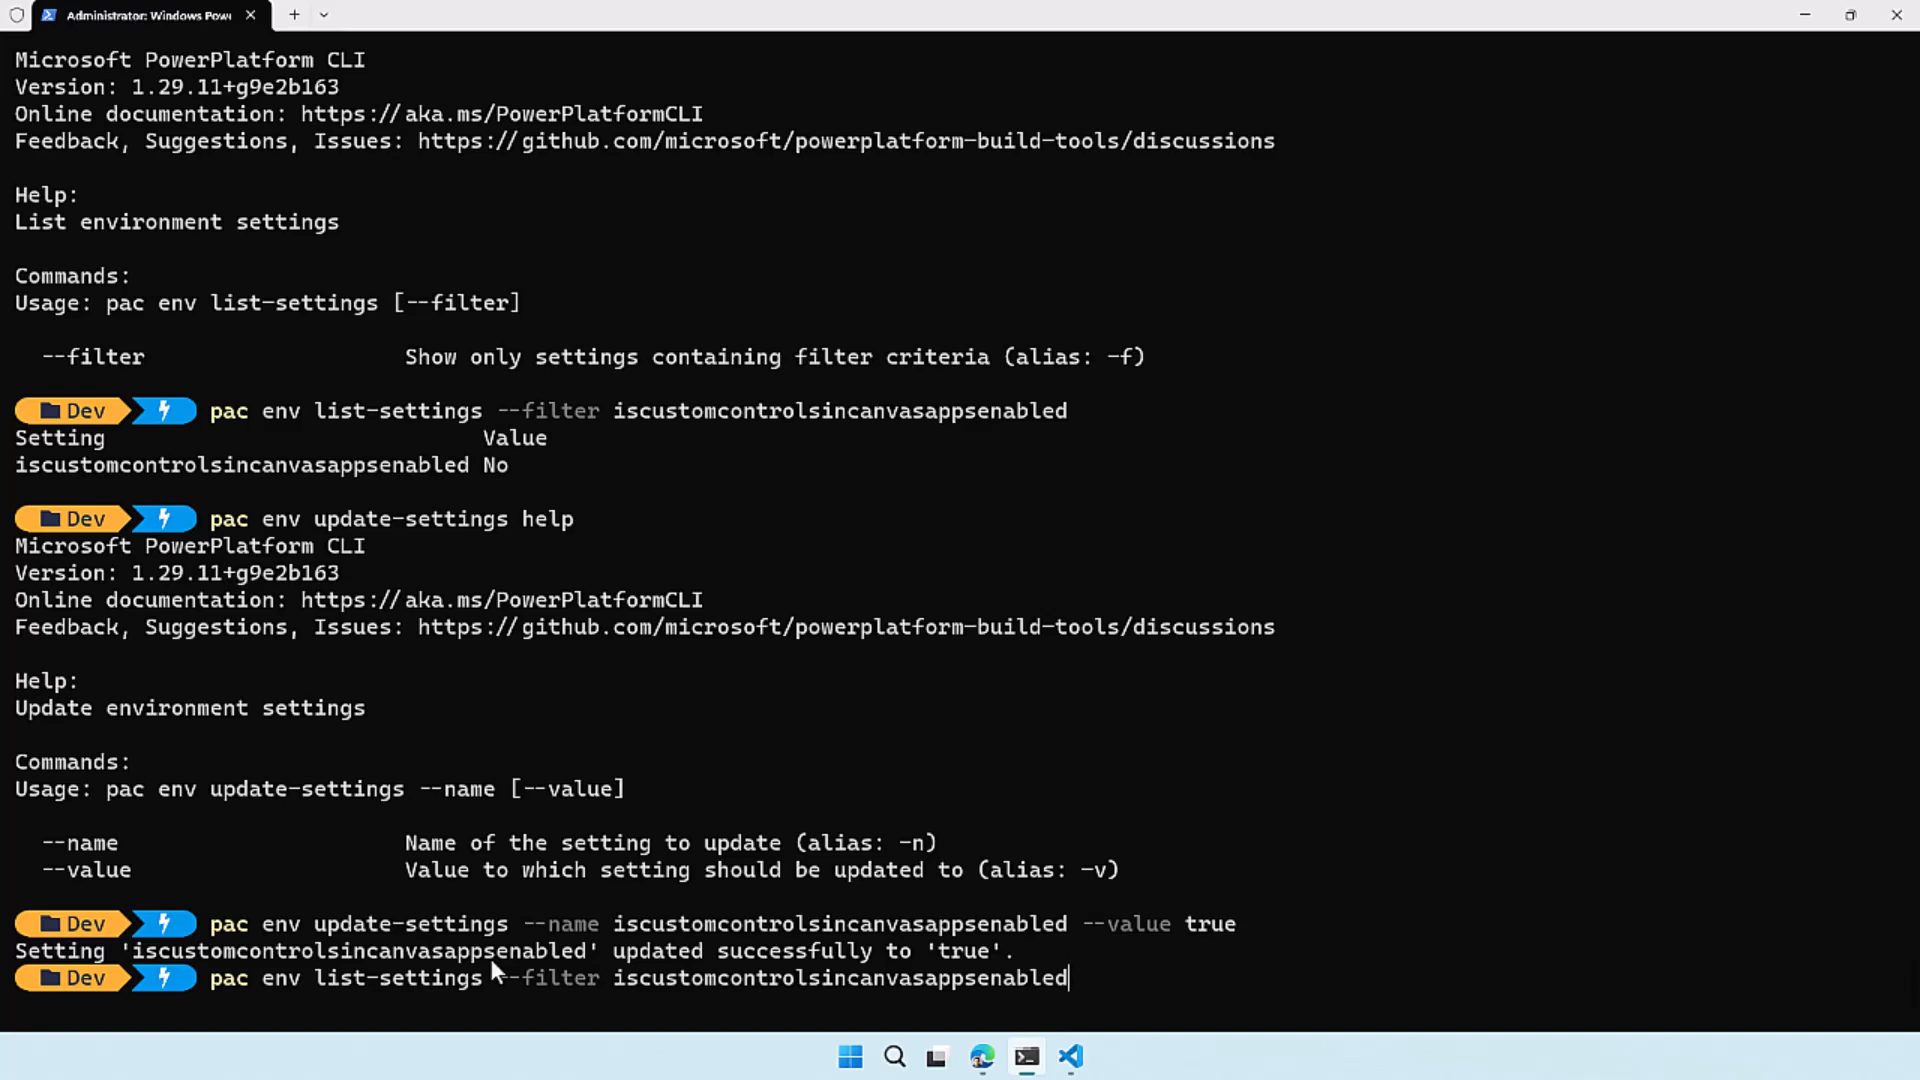 Administrator: Windows Powe
Microsoft PowerPlatform CLI
Version: 1.29.11+g9e2b163
Online documentation: https://aka.ms/PowerPlatformCLI
Feedback, Suggestions, Issues: https://github.com/microsoft/powerplatform-build-tools/discussions
Help:
List environment settings
Commands:
Usage: pac env list-settings [--filter]
--filter Show only settings containing filter criteria (alias: -f)
Dev pac env list-settings --filter iscustomcontrolsincanvasappsenabled
Setting Value
iscustomcontrolsincanvasappsenabled No
Dev pac env update-settings help
Microsoft PowerPlatform CLI
Version: 1.29.11+g9e2b163
Online documentation: https://aka.ms/PowerPlatformCLI
Feedback, Suggestions, Issues: https://github.com/microsoft/powerplatform-build-tools/discussions
Help:
Update environment settings
Commands:
Usage: pac env update-settings --name [--value]
--name Name of the setting to update (alias: -n)
--value Value to which setting should be updated to (alias: -v)
Dev pac env update-settings --name iscustomcontrolsincanvasappsenabled --value true
Setting 'iscustomcontrolsincanvasappsenabled' updated successfully to 'true'.
Dev pac env list-settings --filter iscustomcontrolsincanvasappsenabled